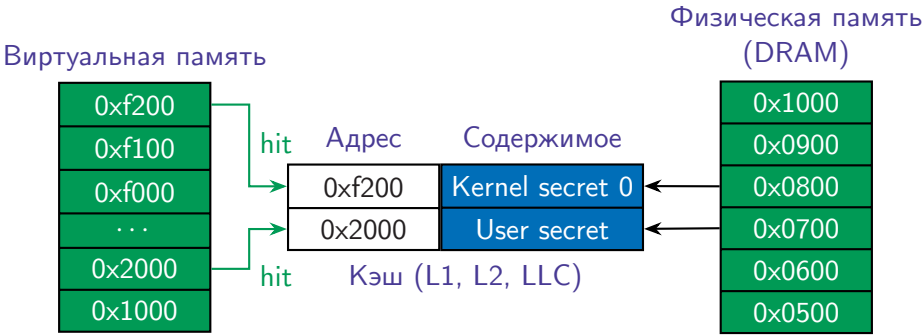 Виртуальная память
0xf200
0xf100
0xf000
...
0x2000
0x1000
hit
hit
Адрес
Содержимое
0xf200
Kernel secret 0
0x2000
User secret
Кэш (L1, L2, LLC)
Физическая память
(DRAM)
0x1000
0x0900
0x0800
0x0700
0x0600
0x0500